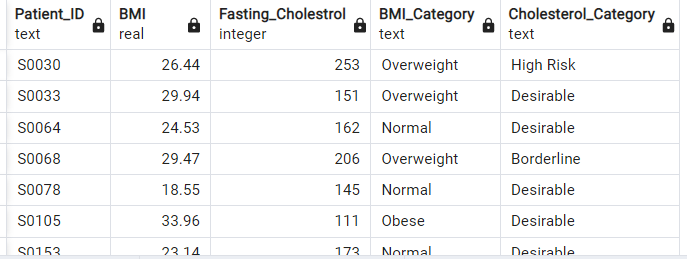 Patient_ID BMI Fasting_Cholestrol BMI_Category Cholesterol_Category
text real integer text text
S0030 26.44 253 Overweight High Risk
S0033 29.94 151 Overweight Desirable
S0064 24.53 162 Normal Desirable
S0068 29.47 206 Overweight Borderline
S0078 18.55 145 Normal Desirable
S0105 33.96 111 Obese Desirable
S0153 23.14 173 Normal Desirable